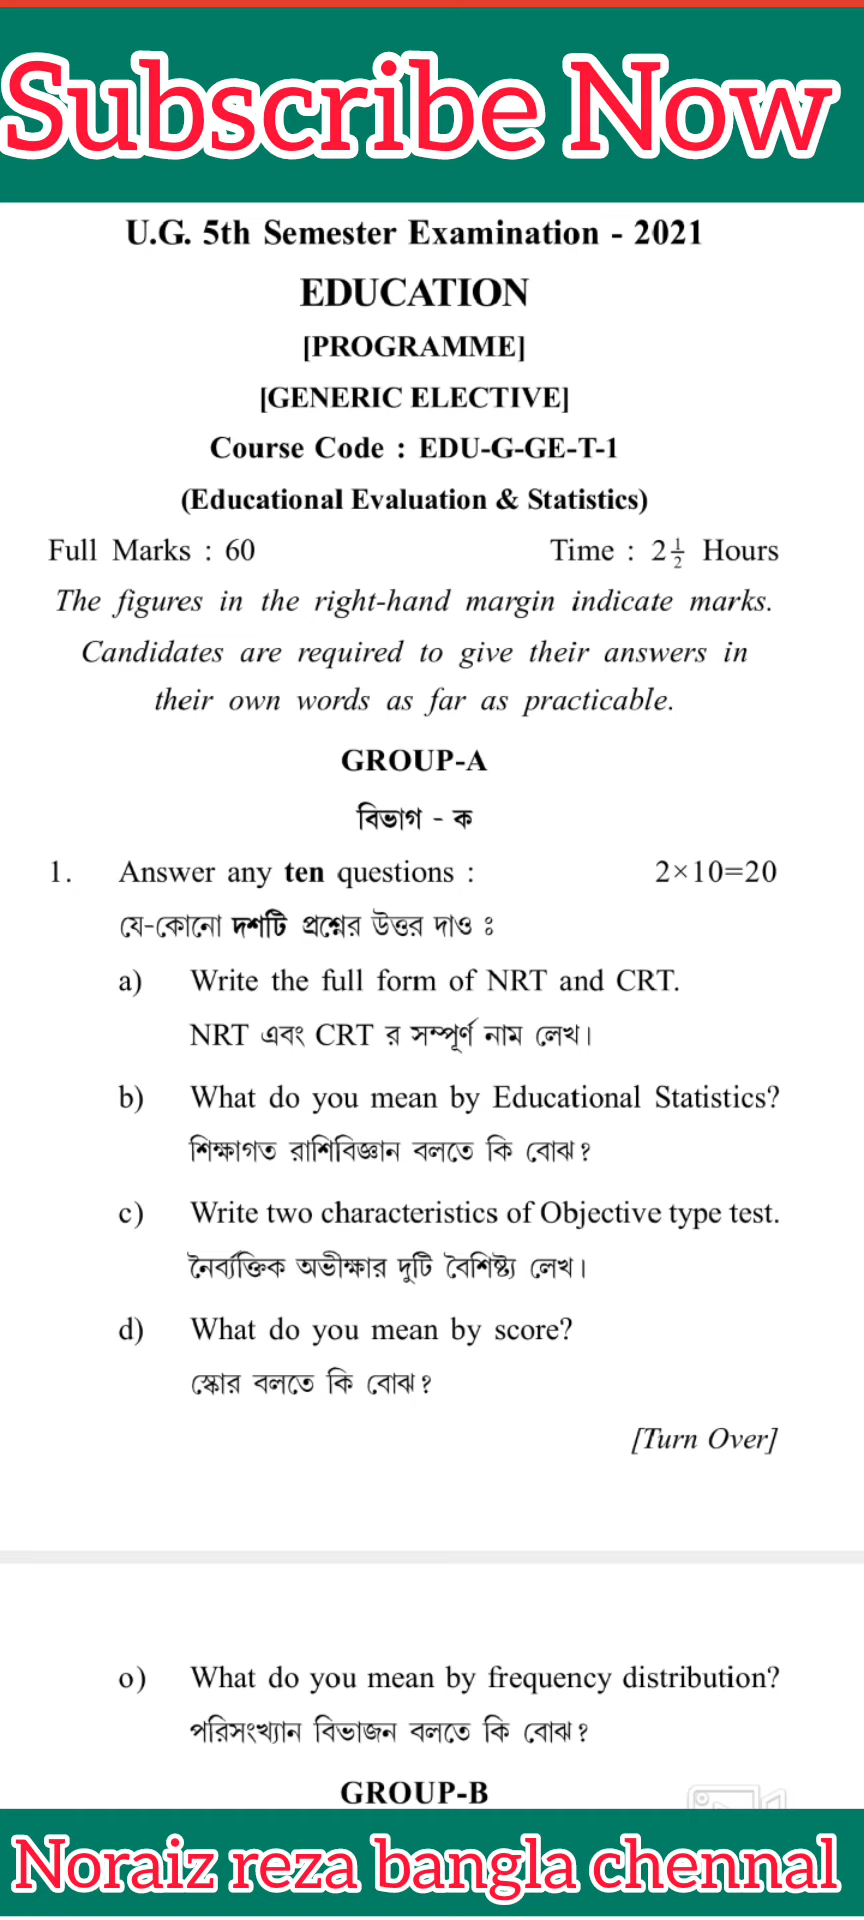 Subscribe Now
U.G. 5th Semester Examination - 2021
EDUCATION
[PROGRAMME]
[GENERIC ELECTIVE]
Course Code : EDU-G-GE-T-1
(Educational Evaluation & Statistics)
Full Marks : 60 Time : 2½ Hours
The figures in the right-hand margin indicate marks.
Candidates are required to give their answers in
their own words as far as practicable.
GROUP-A
বিভাগ - ক
1. Answer any ten questions : 2×10=20
যে-কোনো দশটি প্রশ্নের উত্তর দাও ঃ
a) Write the full form of NRT and CRT.
NRT এবং CRT র সম্পূর্ণ নাম লেখ।
b) What do you mean by Educational Statistics?
শিক্ষাগত রাশিবিজ্ঞান বলতে কি বোঝ?
c) Write two characteristics of Objective type test.
নৈর্ব্যক্তিক অভীক্ষার দুটি বৈশিষ্ট্য লেখ।
d) What do you mean by score?
স্কোর বলতে কি বোঝ?
[Turn Over]
o) What do you mean by frequency distribution?
পরিসংখ্যান বিভাজন বলতে কি বোঝ?
GROUP-B
Noraiz reza bangla chennal